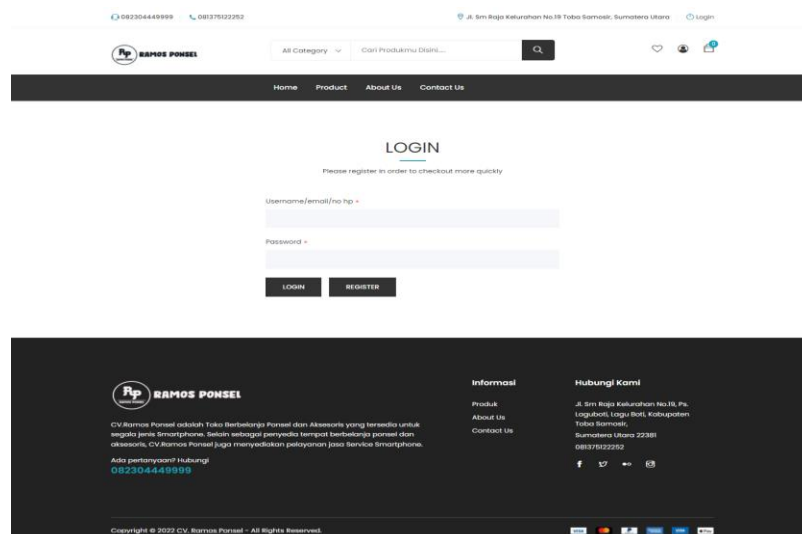 082304449999 081375122252 Jl. Sm Raja Kelurahan No.19 Toba Samosir, Sumatera Utara Login
Rp RAMOS PONSEL All Category Cari Produkmu Disini.... 0
Home Product About Us Contact Us
LOGIN
Please register in order to checkout more quickly
Username/email/no hp *
Password *
LOGIN REGISTER
Rp RAMOS PONSEL
CV.Ramos Ponsel adalah Toko Berbelanja Ponsel dan Aksesoris yang tersedia untuk
segala jenis Smartphone. Selain sebagai penyedia tempat berbelanja ponsel dan
aksesoris, CV.Ramos Ponsel juga menyediakan pelayanan jasa Service Smartphone.
Ada pertanyaan? Hubungi
082304449999
Informasi
Produk
About Us
Contact Us
Hubungi Kami
Jl. Sm Raja Kelurahan No.19, Ps.
Laguboti, Lagu Boti, Kabupaten
Toba Samosir,
Sumatera Utara 22381
081375122252
Copyright © 2022 CV. Ramos Ponsel - All Rights Reserved.